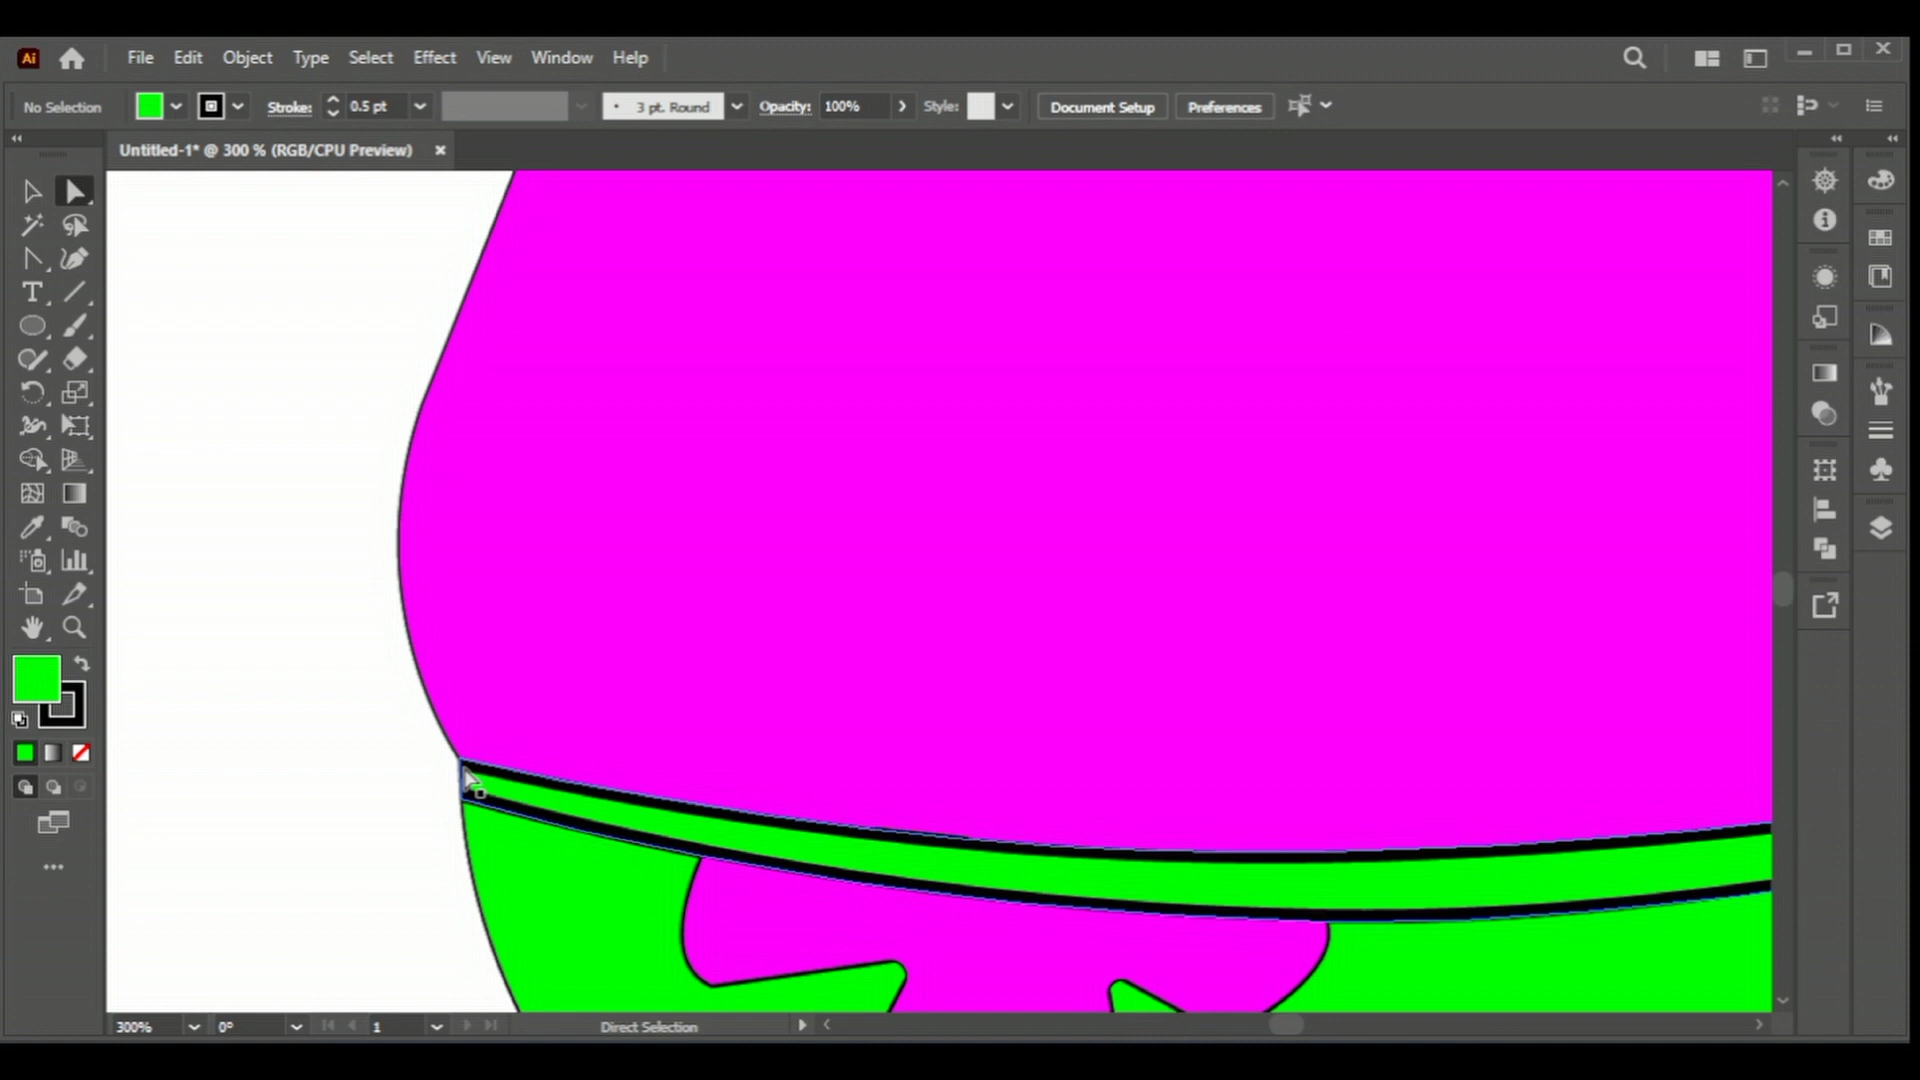 Ai File Edit Object Type Select Effect View Window Help
No Selection Stroke: 0.5 pt 3 pt. Round Opacity: 100% Style: Document Setup Preferences
Untitled-1* @ 300 % (RGB/CPU Preview)
300% 0° 1 Direct Selection